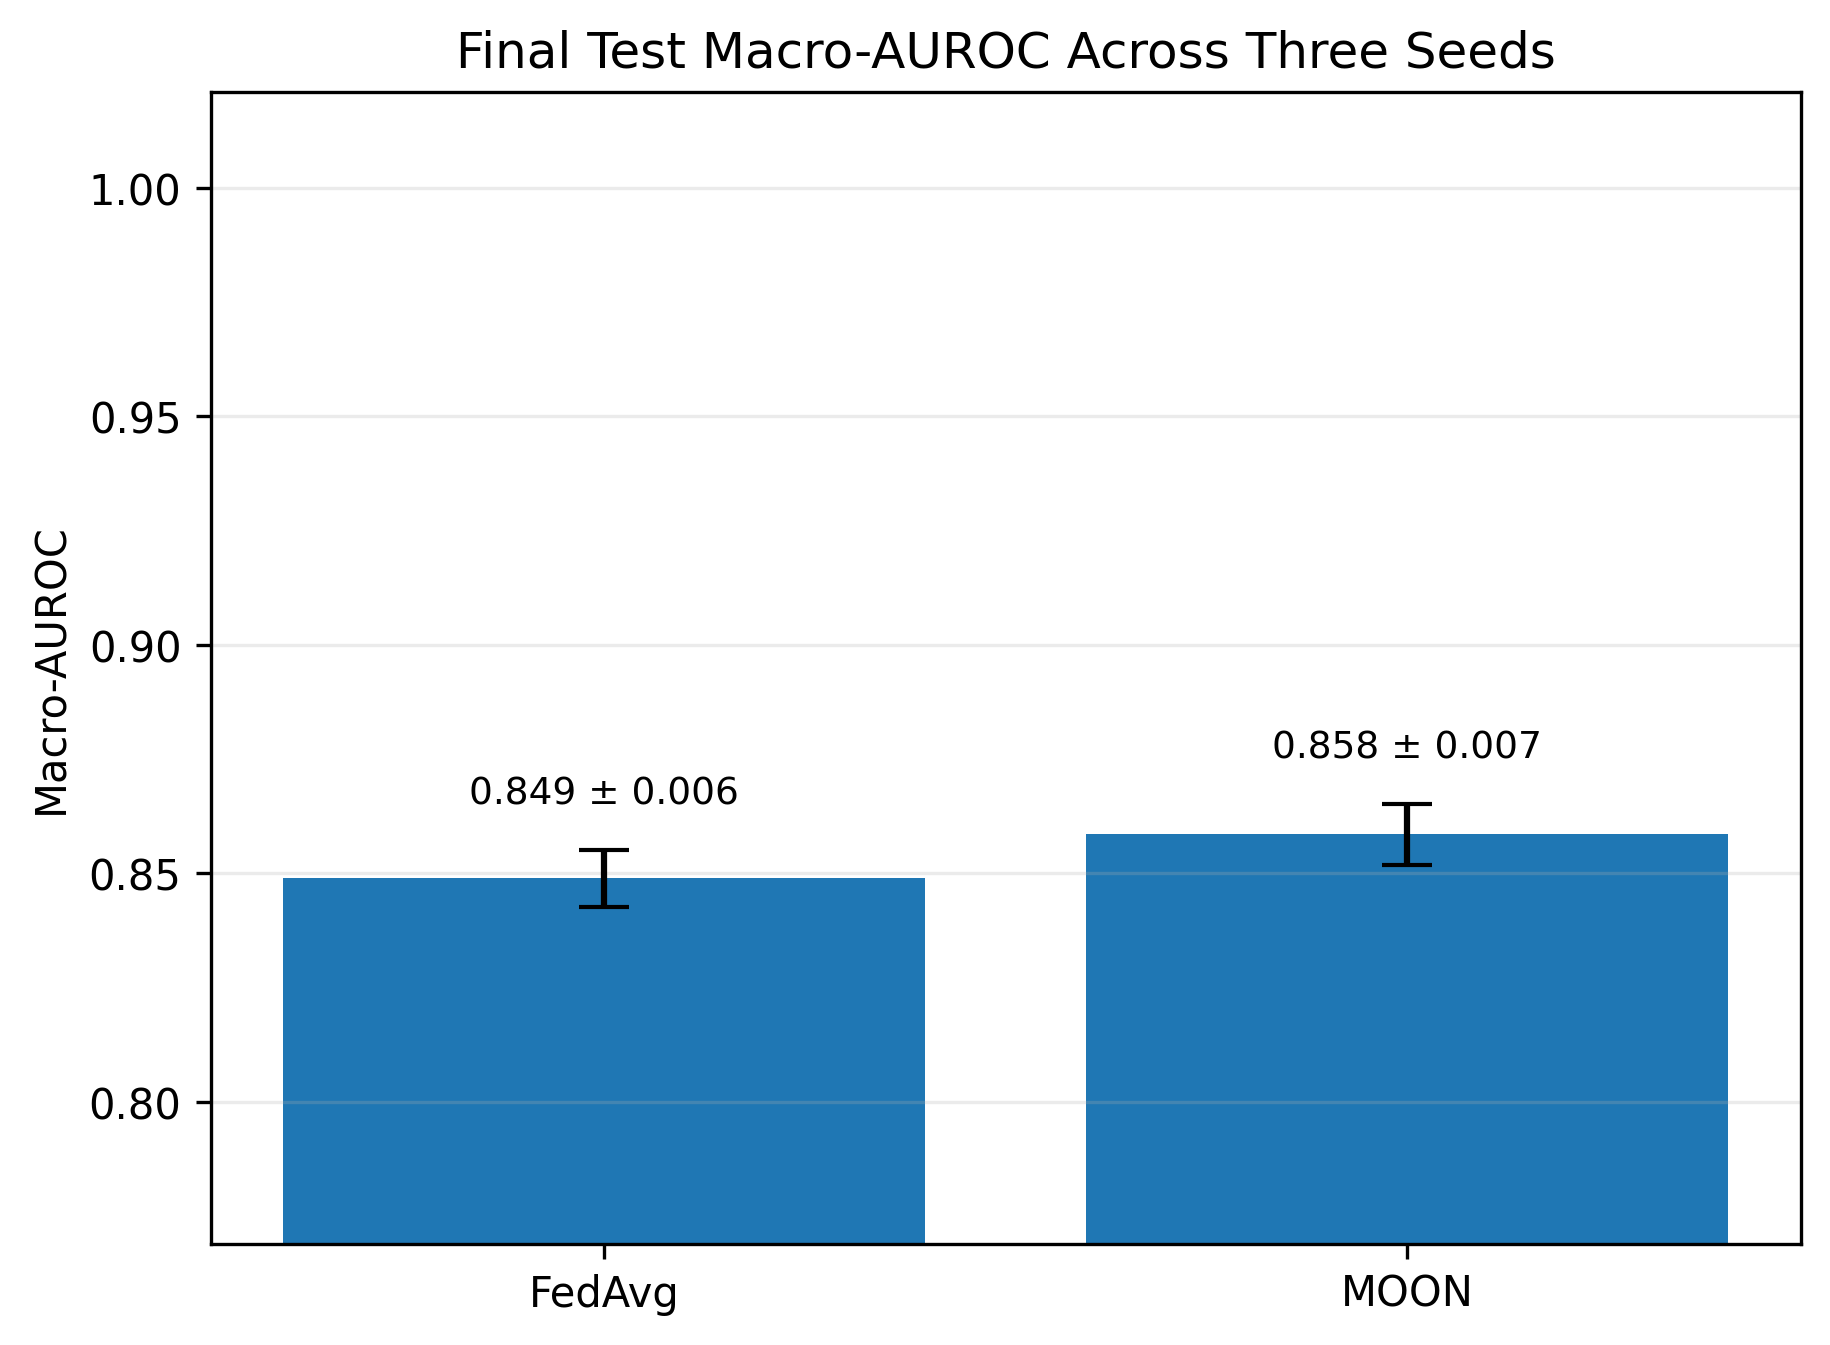 Final Test Macro-AUROC Across Three Seeds
Macro-AUROC
1.00
0.95
0.90
0.85
0.80
0.849 ± 0.006
0.858 ± 0.007
FedAvg
MOON